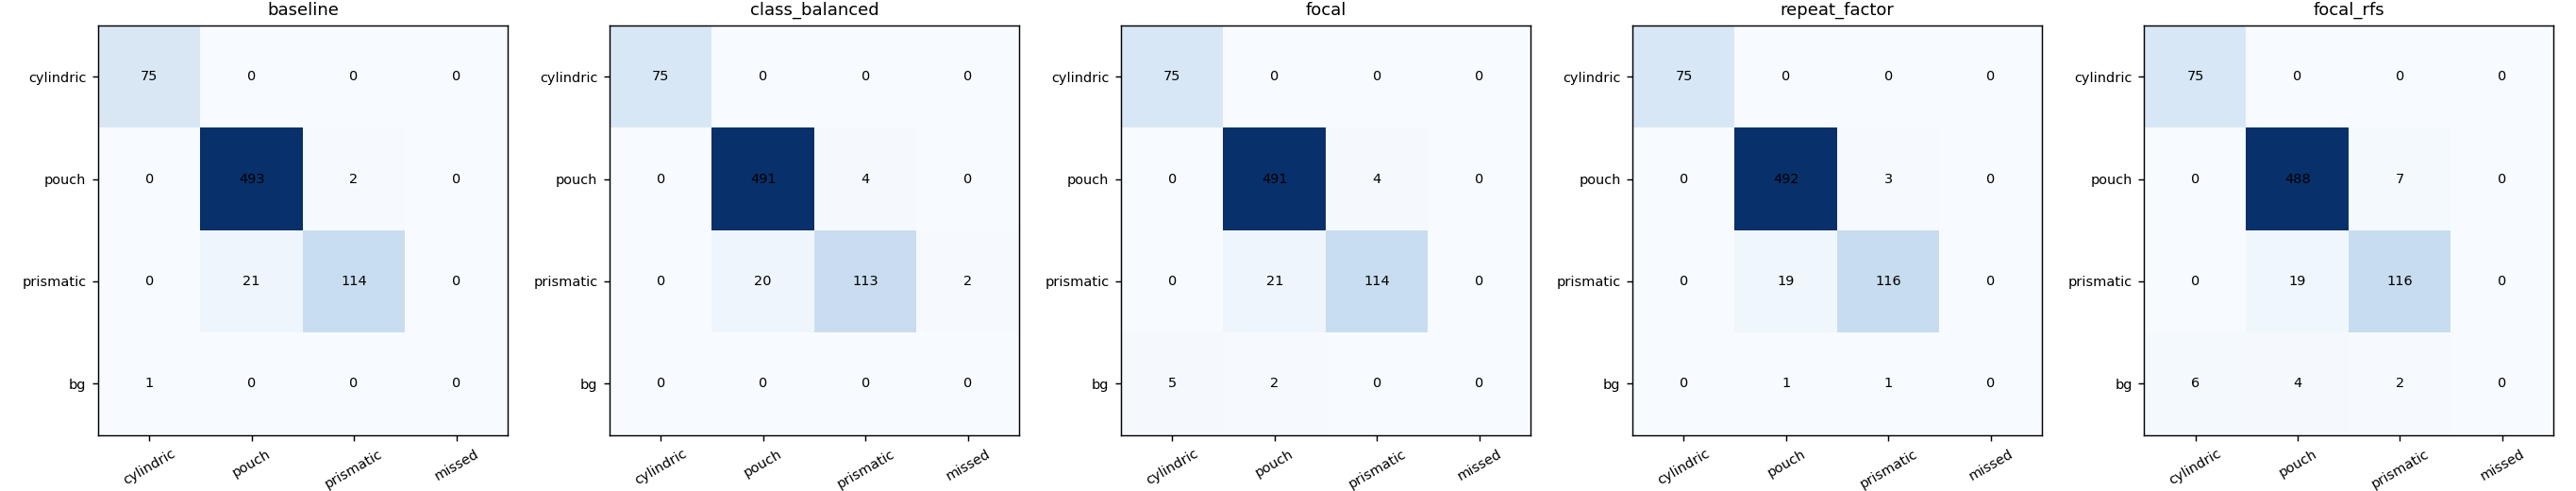 baseline class_balanced focal repeat_factor focal_rfs
cylindric 75 0 0 0 cylindric 75 0 0 0 cylindric 75 0 0 0 cylindric 75 0 0 0 cylindric 75 0 0 0
pouch 0 493 2 0 pouch 0 491 4 0 pouch 0 491 4 0 pouch 0 492 3 0 pouch 0 488 7 0
prismatic 0 21 114 0 prismatic 0 20 113 2 prismatic 0 21 114 0 prismatic 0 19 116 0 prismatic 0 19 116 0
bg 1 0 0 0 bg 0 0 0 0 bg 5 2 0 0 bg 0 1 1 0 bg 6 4 2 0
cylindric pouch prismatic missed cylindric pouch prismatic missed cylindric pouch prismatic missed cylindric pouch prismatic missed cylindric pouch prismatic missed